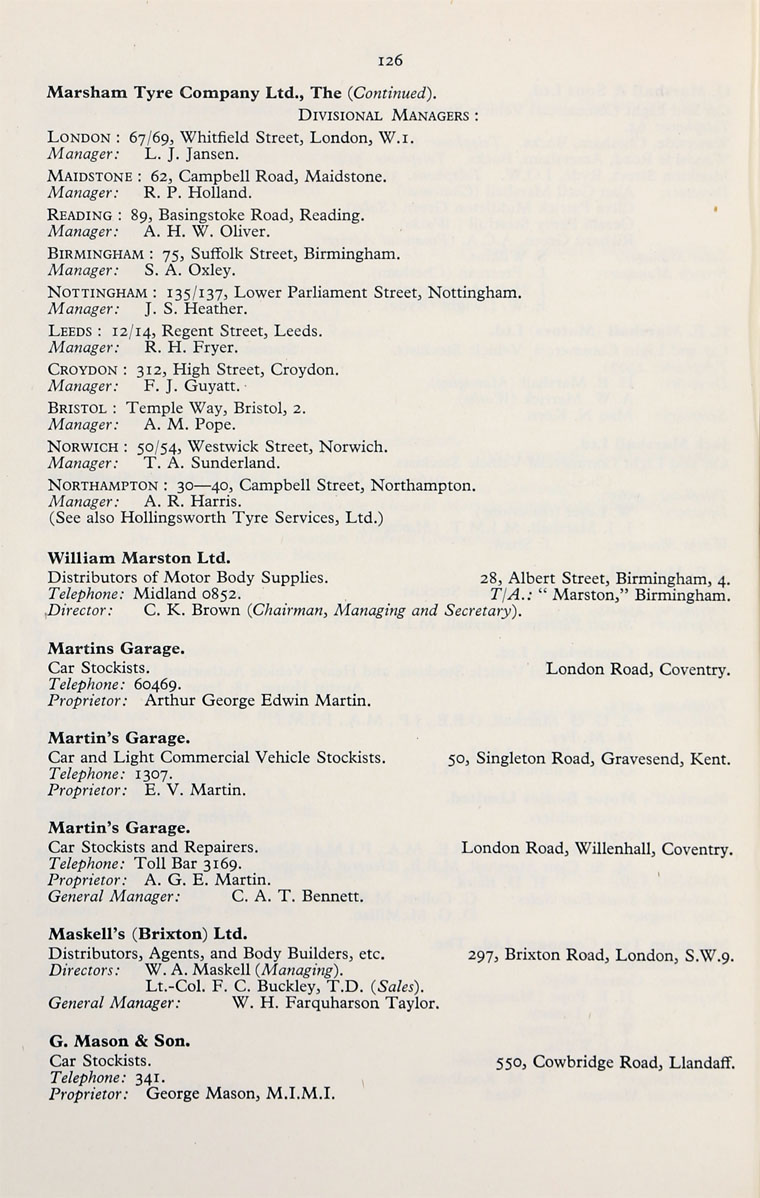 126
Marsham Tyre Company Ltd., The (Continued).
DIVISIONAL MANAGERS :
LONDON : 67/69, Whitfield Street, London, W.1.
Manager: L. J. Jansen.
MAIDSTONE : 62, Campbell Road, Maidstone.
Manager: R. P. Holland.
READING : 89, Basingstoke Road, Reading.
Manager: A. H. W. Oliver.
BIRMINGHAM : 75, Suffolk Street, Birmingham.
Manager: S. A. Oxley.
NOTTINGHAM : 135/137, Lower Parliament Street, Nottingham.
Manager: J. S. Heather.
LEEDS : 12/14, Regent Street, Leeds.
Manager: R. H. Fryer.
CROYDON : 312, High Street, Croydon.
Manager: F. J. Guyatt.
BRISTOL : Temple Way, Bristol, 2.
Manager: A. M. Pope.
NORWICH : 50/54, Westwick Street, Norwich.
Manager: T. A. Sunderland.
NORTHAMPTON : 30—40, Campbell Street, Northampton.
Manager: A. R. Harris.
(See also Hollingsworth Tyre Services, Ltd.)
William Marston Ltd.
Distributors of Motor Body Supplies. 28, Albert Street, Birmingham, 4.
Telephone: Midland 0852. T/A.: “ Marston,” Birmingham.
Director: C. K. Brown (Chairman, Managing and Secretary).
Martins Garage.
Car Stockists. London Road, Coventry.
Telephone: 60469.
Proprietor: Arthur George Edwin Martin.
Martin's Garage.
Car and Light Commercial Vehicle Stockists. 50, Singleton Road, Gravesend, Kent.
Telephone: 1307.
Proprietor: E. V. Martin.
Martin's Garage.
Car Stockists and Repairers. London Road, Willenhall, Coventry.
Telephone: Toll Bar 3169.
Proprietor: A. G. E. Martin.
General Manager: C. A. T. Bennett.
Maskell's (Brixton) Ltd.
Distributors, Agents, and Body Builders, etc. 297, Brixton Road, London, S.W.9.
Directors: W. A. Maskell (Managing).
Lt.-Col. F. C. Buckley, T.D. (Sales).
General Manager: W. H. Farquharson Taylor.
G. Mason & Son.
Car Stockists. 550, Cowbridge Road, Llandaff.
Telephone: 341.
Proprietor: George Mason, M.I.M.I.